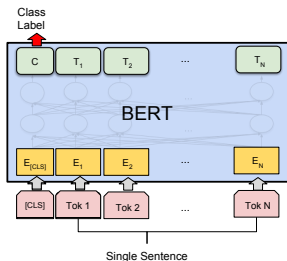 Class
Label
C T1 T2 ... TN
BERT
E[CLS] E1 E2 ... EN
[CLS] Tok 1 Tok 2 ... Tok N
Single Sentence